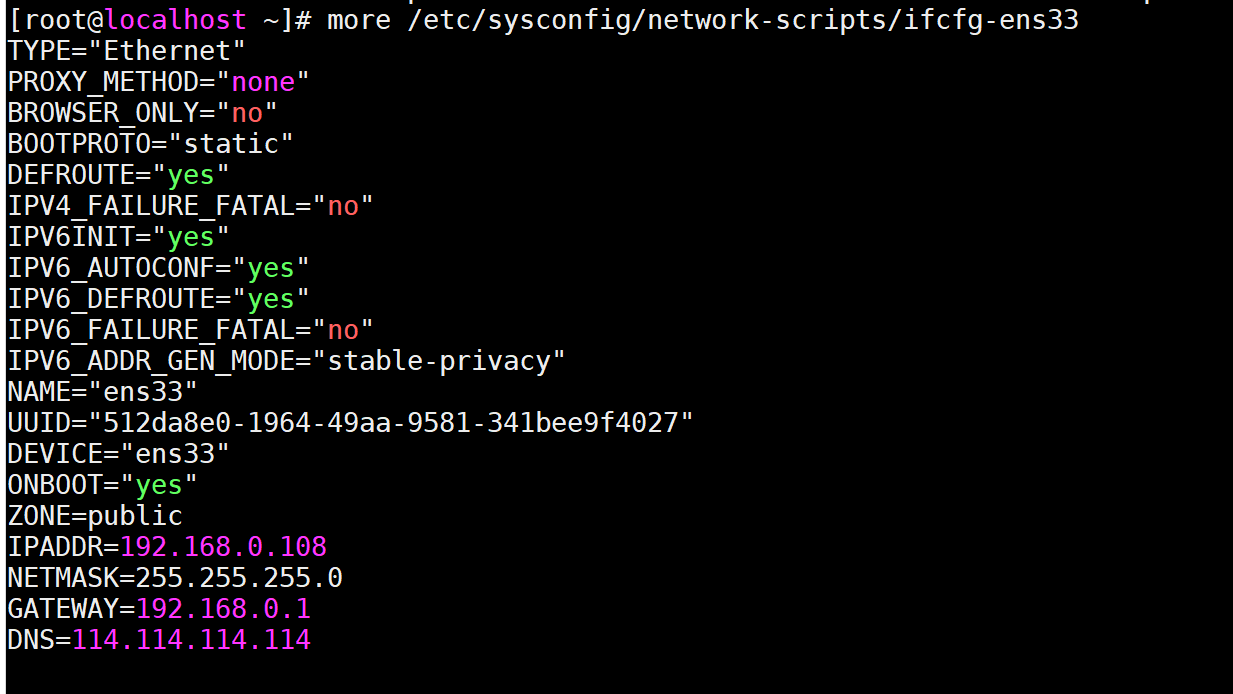 [root@localhost ~]# more /etc/sysconfig/network-scripts/ifcfg-ens33
TYPE="Ethernet"
PROXY_METHOD="none"
BROWSER_ONLY="no"
BOOTPROTO="static"
DEFROUTE="yes"
IPV4_FAILURE_FATAL="no"
IPV6INIT="yes"
IPV6_AUTOCONF="yes"
IPV6_DEFROUTE="yes"
IPV6_FAILURE_FATAL="no"
IPV6_ADDR_GEN_MODE="stable-privacy"
NAME="ens33"
UUID="512da8e0-1964-49aa-9581-341bee9f4027"
DEVICE="ens33"
ONBOOT="yes"
ZONE=public
IPADDR=192.168.0.108
NETMASK=255.255.255.0
GATEWAY=192.168.0.1
DNS=114.114.114.114